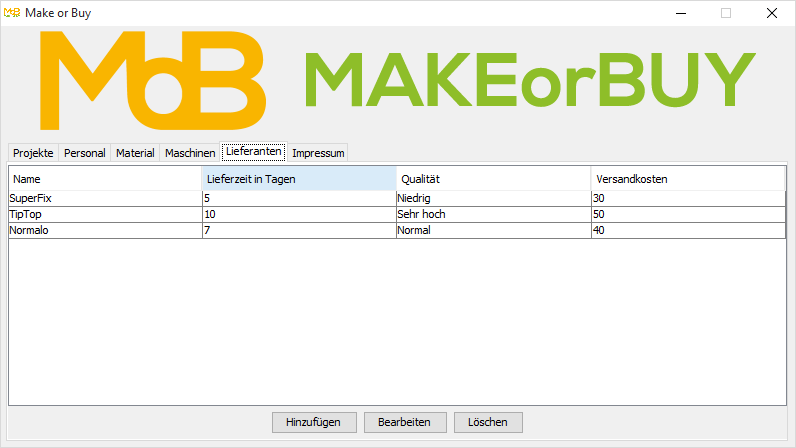 MoB Make or Buy
MoB MAKEorBUY
Projekte Personal Material Maschinen Lieferanten Impressum
Name Lieferzeit in Tagen Qualität Versandkosten
SuperFix 5 Niedrig 30
TipTop 10 Sehr hoch 50
Normalo 7 Normal 40
Hinzufügen Bearbeiten Löschen